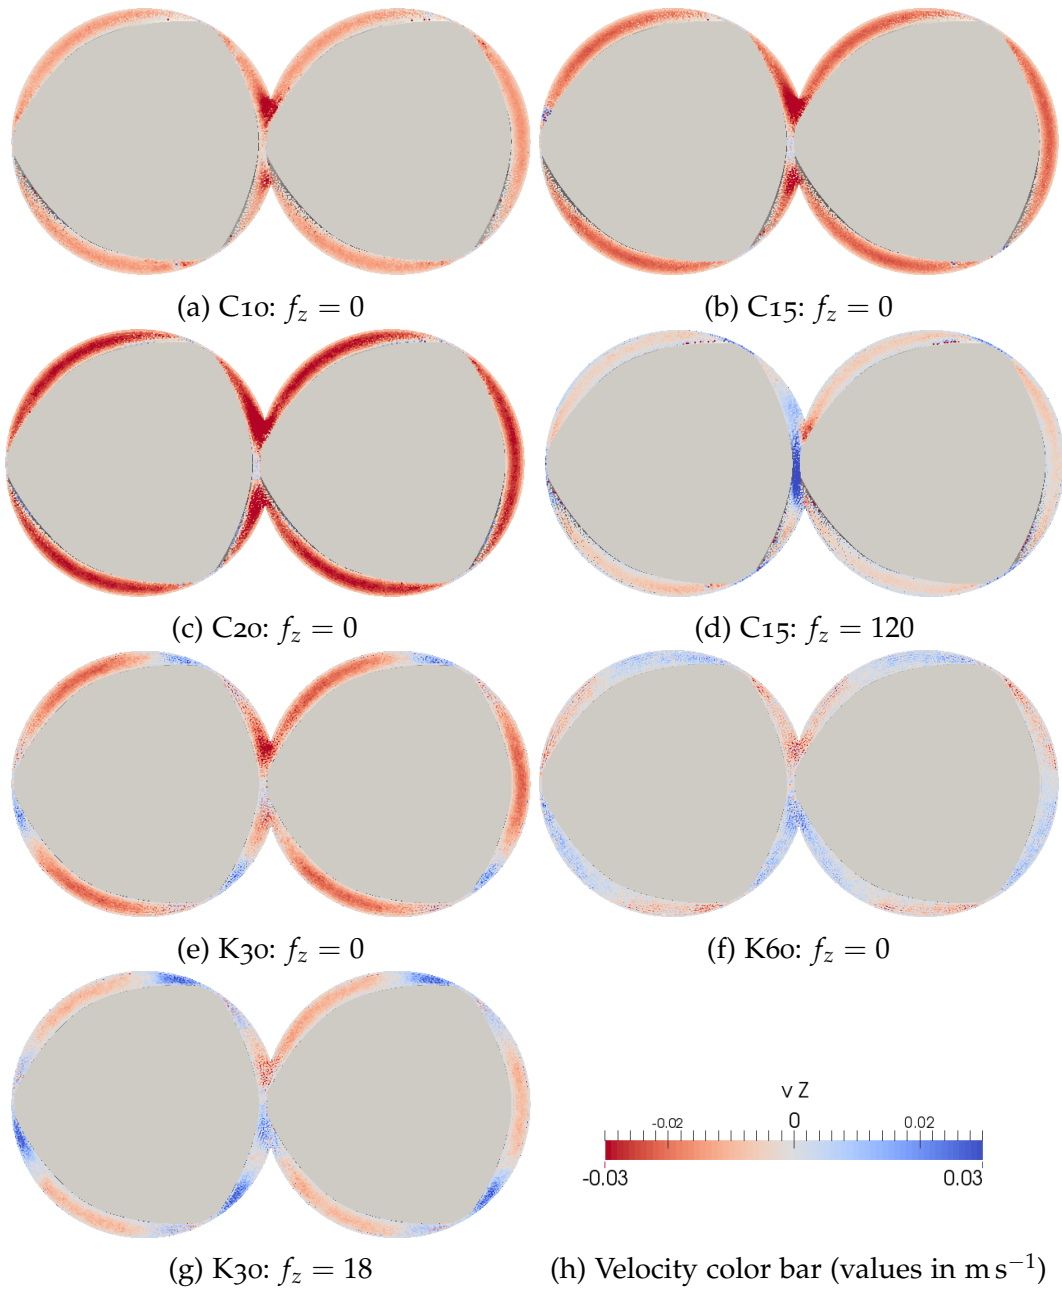 (a) C10: f_z = 0
(b) C15: f_z = 0
(c) C20: f_z = 0
(d) C15: f_z = 120
(e) K30: f_z = 0
(f) K60: f_z = 0
v Z
-0.02 0 0.02
-0.03 0.03
(g) K30: f_z = 18
(h) Velocity color bar (values in m s⁻¹)